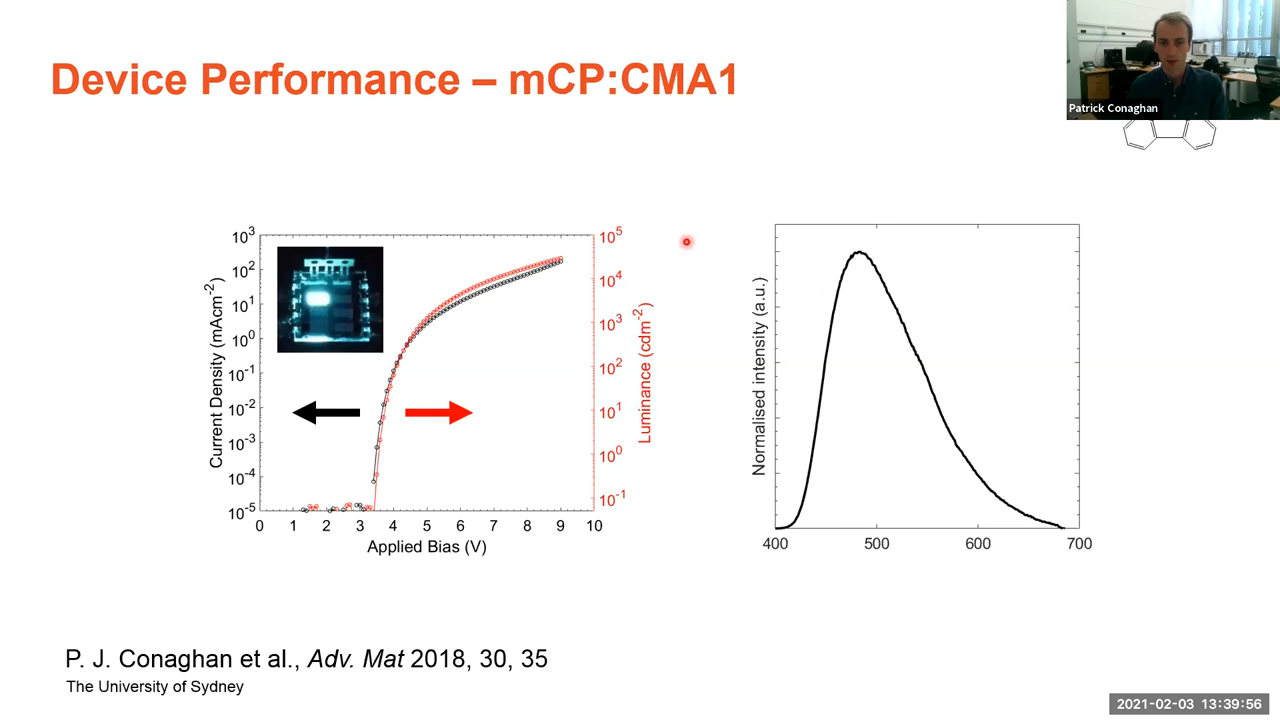 Device Performance – mCP:CMA1
Patrick Conaghan
10³
10²
10¹
10⁰
10⁻¹
10⁻²
10⁻³
10⁻⁴
10⁻⁵
Current Density (mAcm⁻²)
0 1 2 3 4 5 6 7 8 9 10
Applied Bias (V)
10⁵
10⁴
10³
10²
10¹
10⁰
10⁻¹
Luminance (cdm⁻²)
Normalised intensity (a.u.)
400 500 600 700
P. J. Conaghan et al., Adv. Mat 2018, 30, 35
The University of Sydney
2021-02-03 13:39:56